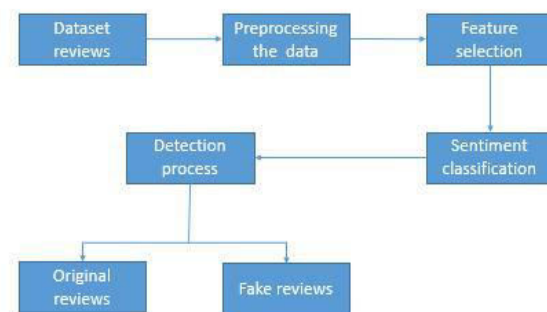 Dataset
reviews
Preprocessing
the data
Feature
selection
Detection
process
Sentiment
classification
Original
reviews
Fake reviews